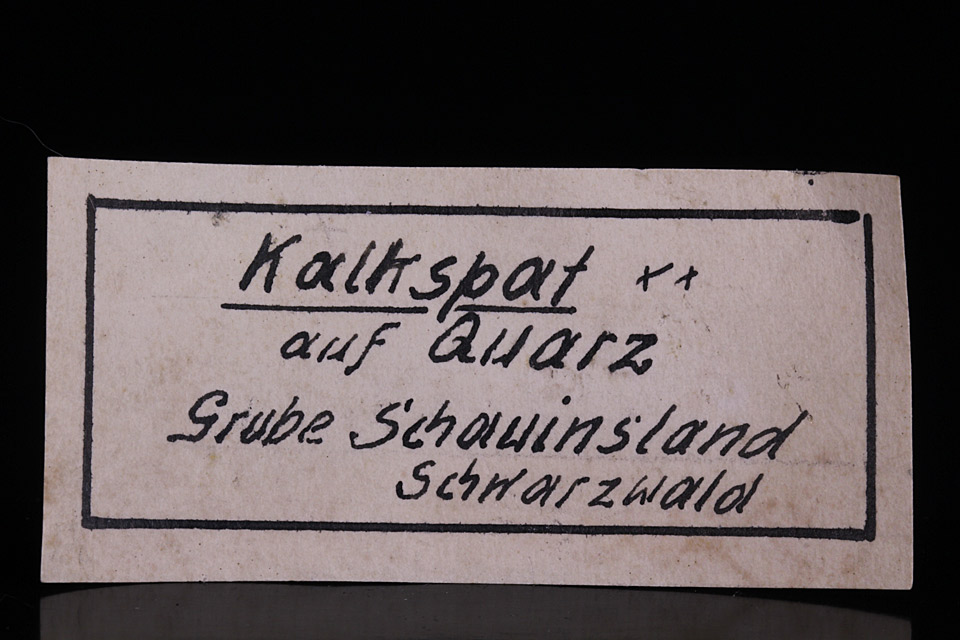 Kalkspat xx
auf Quarz
Grube Schauinsland
Schwarzwald